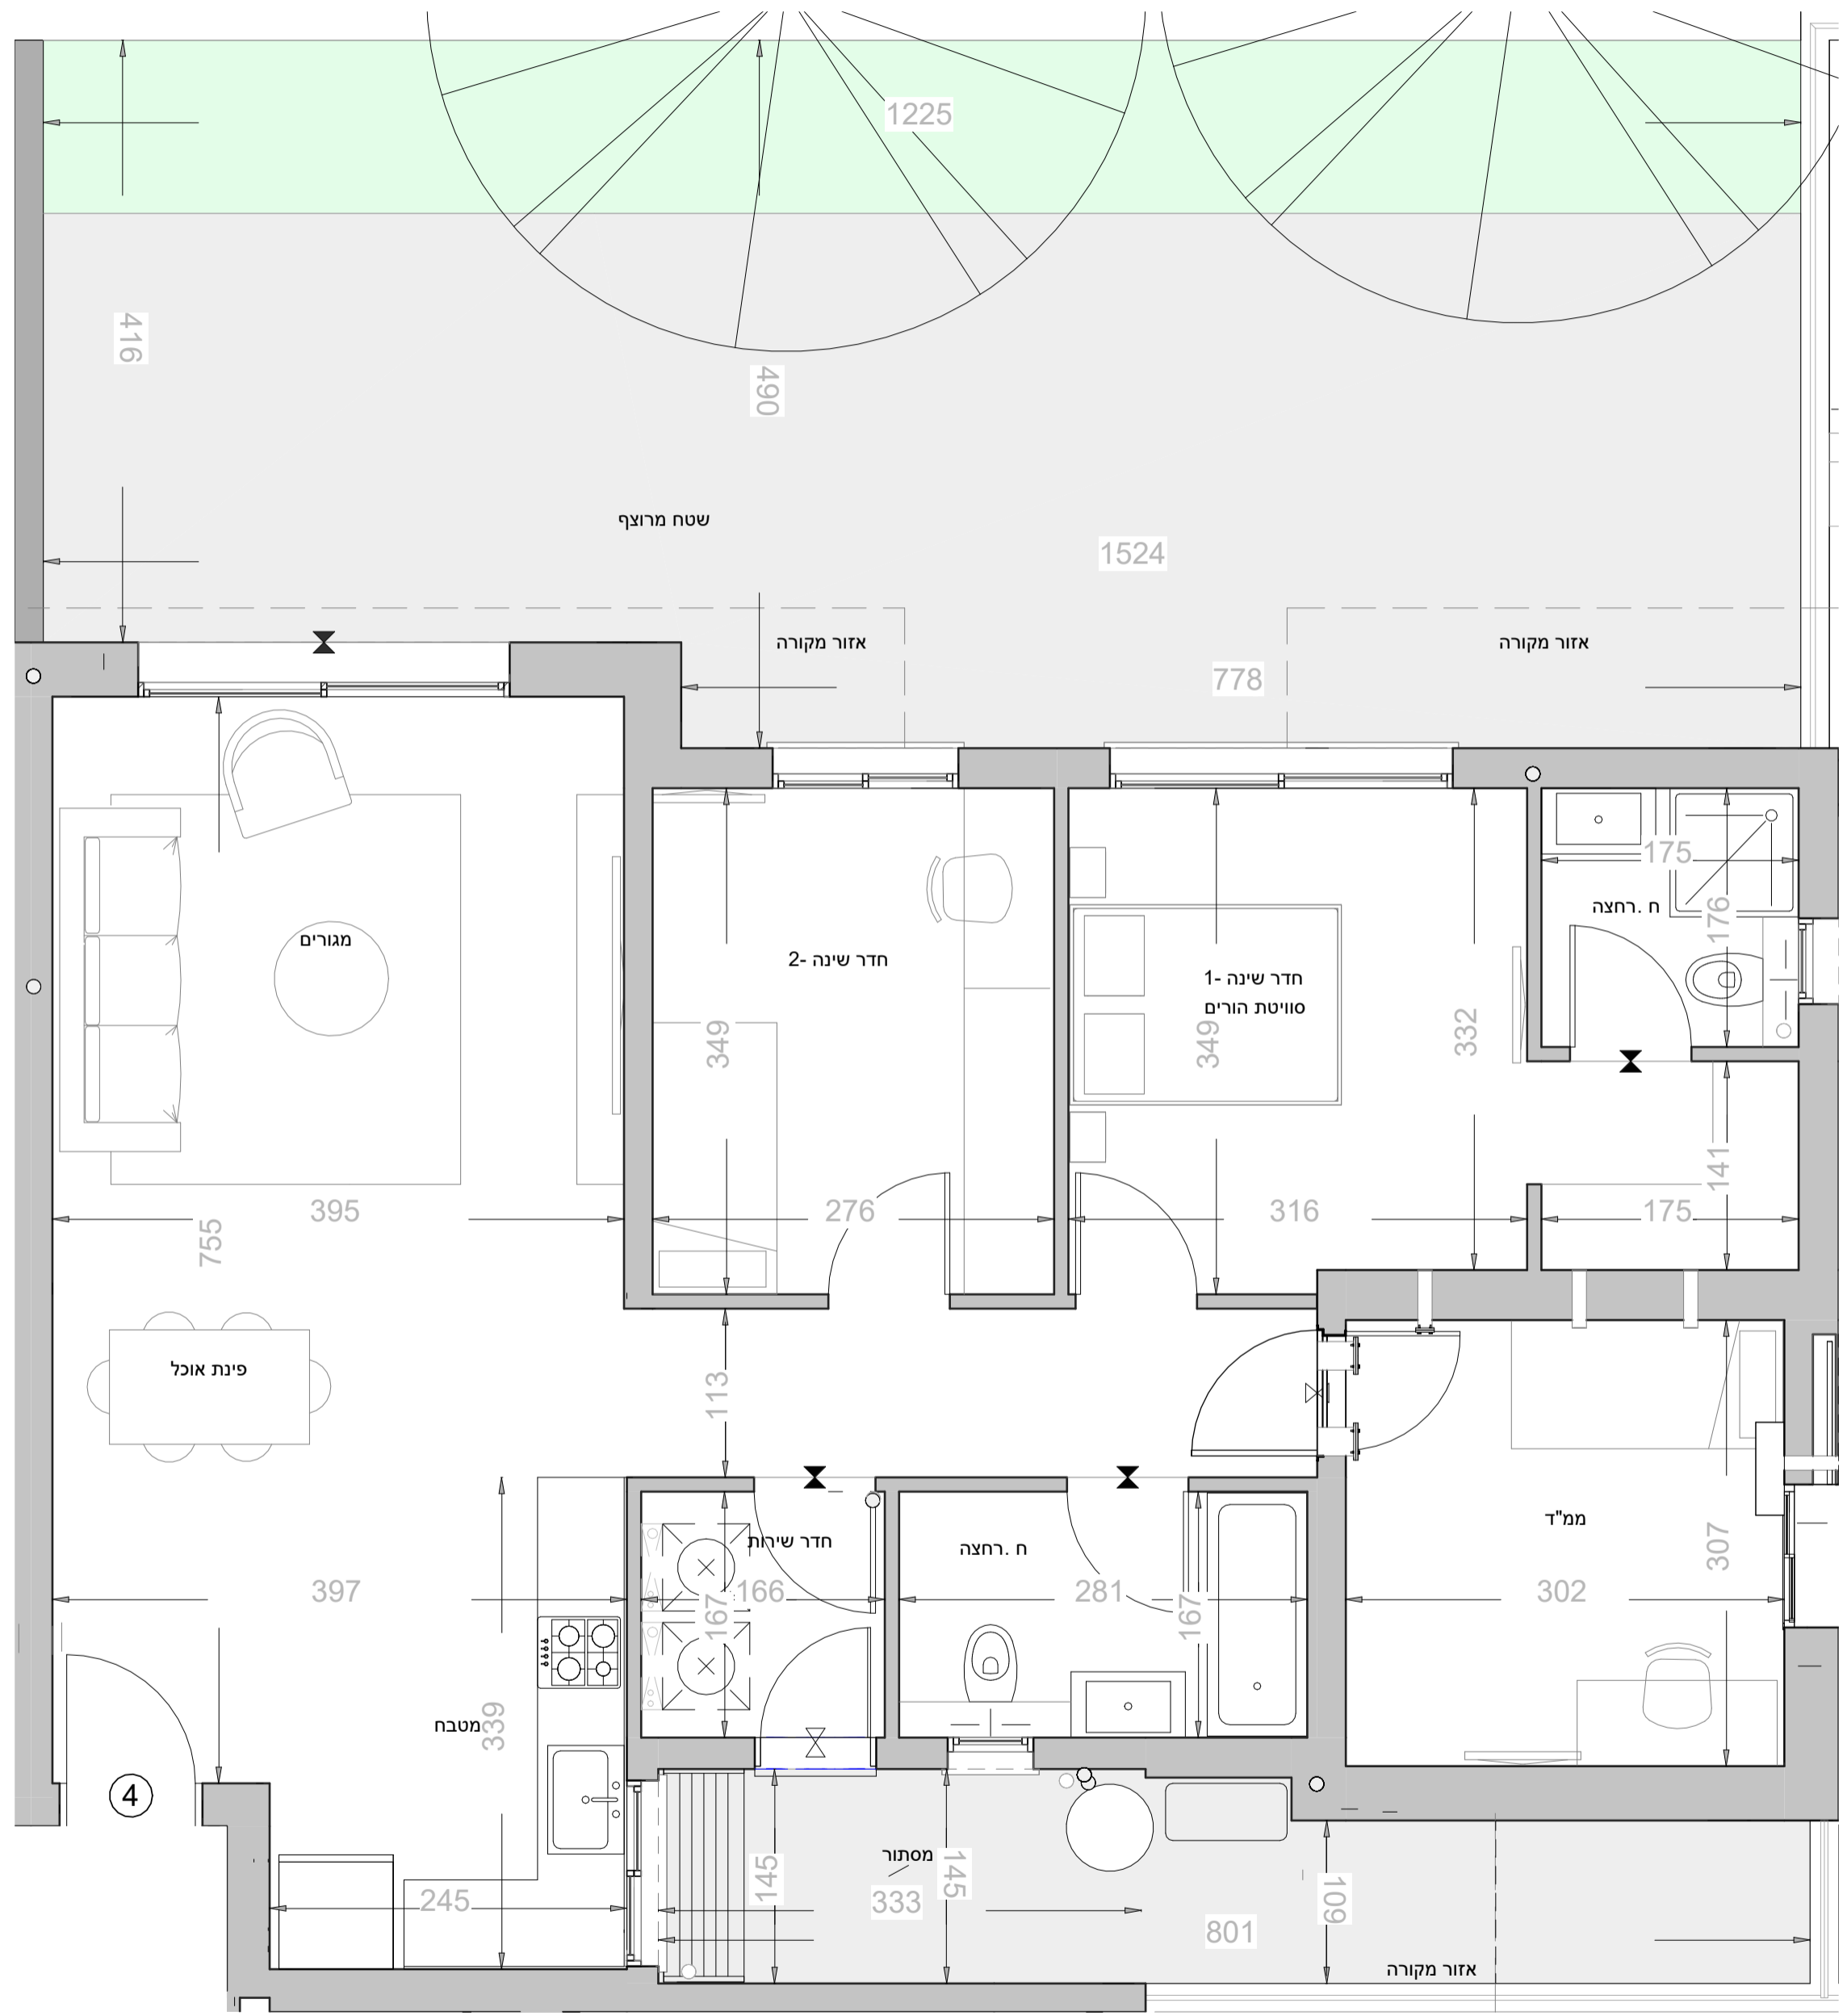 1225
416
490
שטח מרוצף
1524
אזור מקורה
אזור מקורה
778
175
ח .רחצה
176
מגורים
חדר שינה -2
חדר שינה -1
סוויטת הורים
349
349
332
141
395
755
276
316
175
פינת אוכל
113
ממ"ד
חדר שירות
ח .רחצה
307
397
167
166
281
167
302
מטבח
339
4
מסתור
145
145
333
245
109
801
אזור מקורה